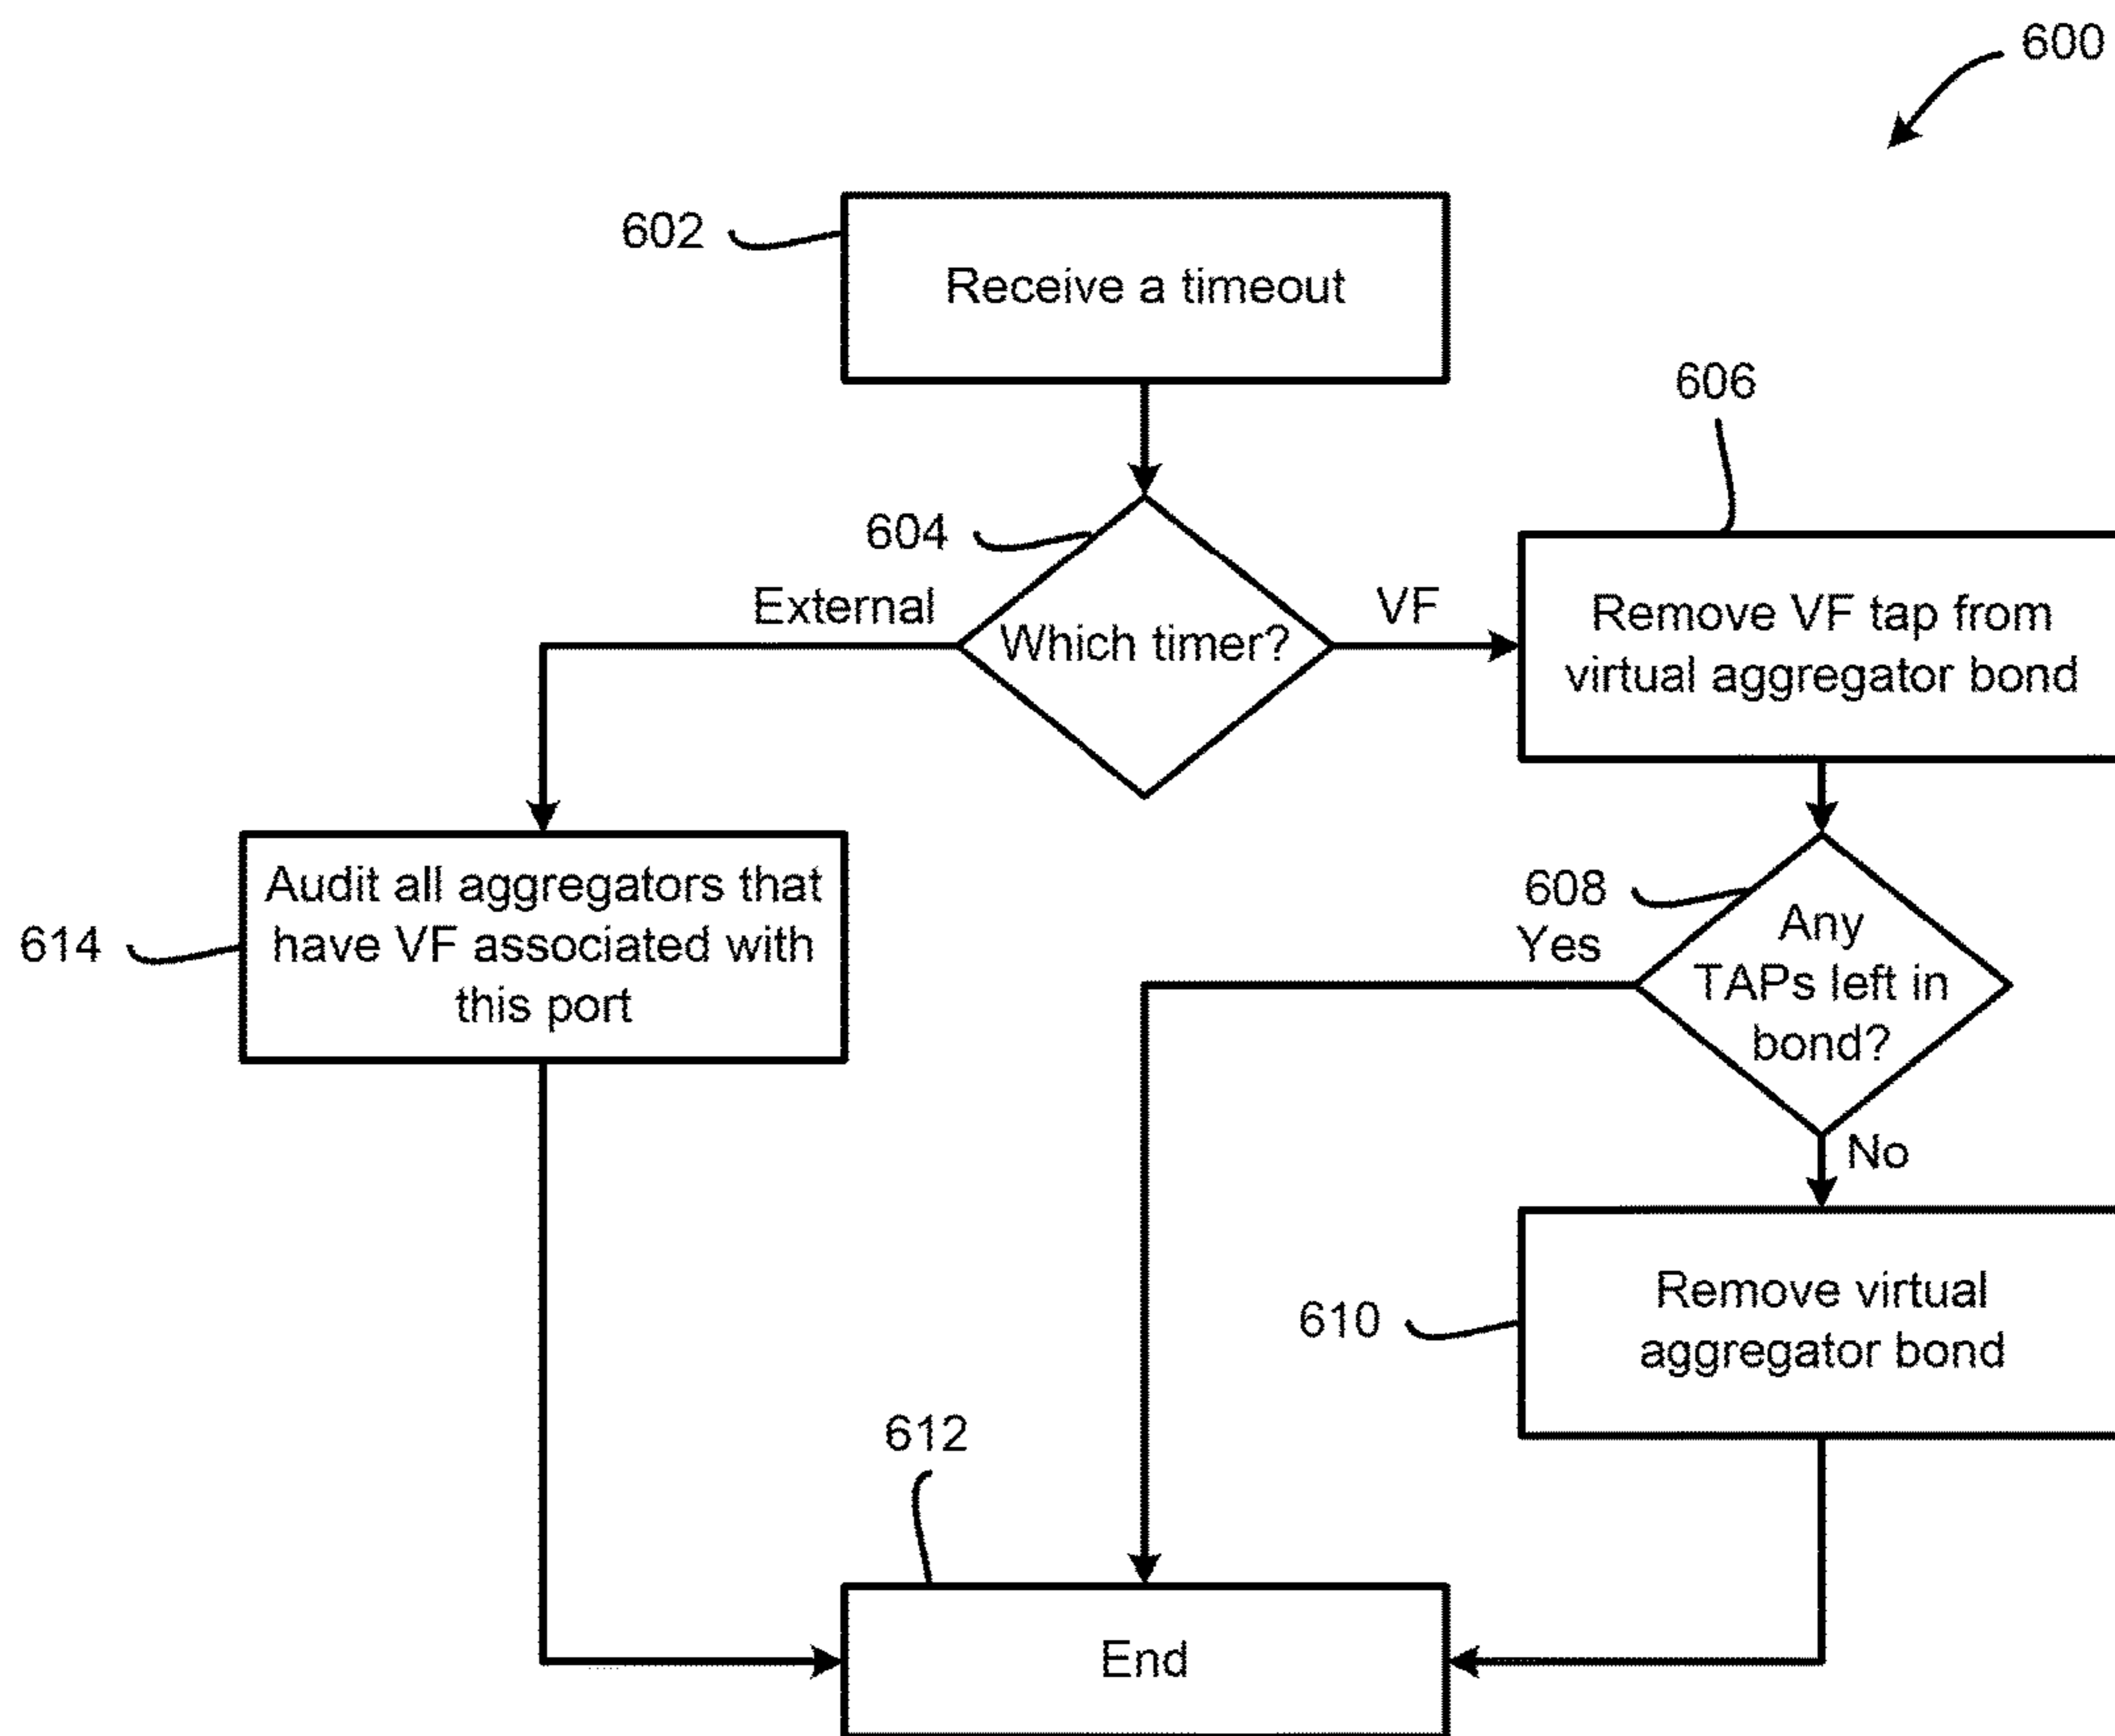 600
602
Receive a timeout
606
604
External
VF
Which timer?
Remove VF tap from
virtual aggregator bond
614
Audit all aggregators that
have VF associated with
this port
608
Yes
Any
TAPs left in
bond?
No
610
Remove virtual
aggregator bond
612
End